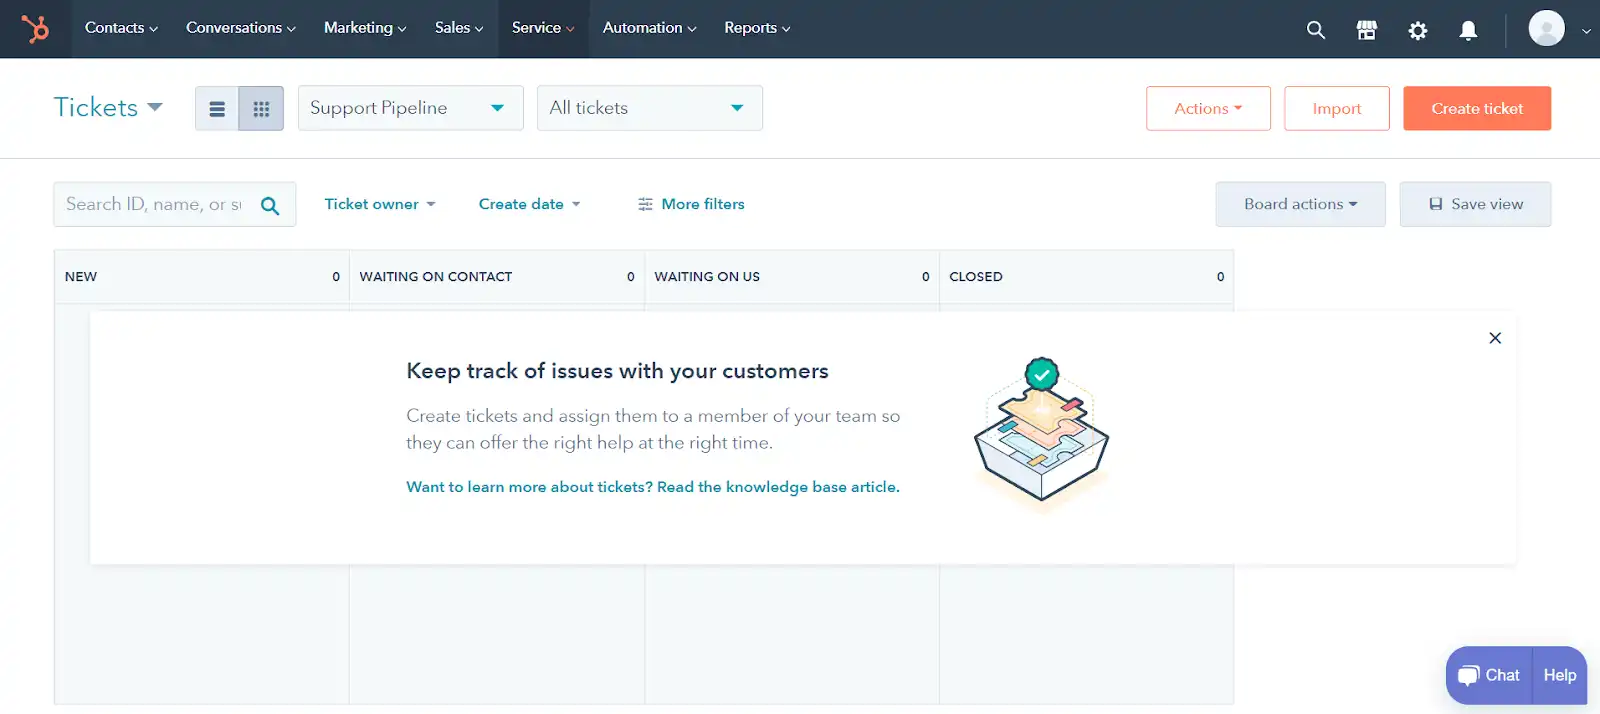 Contacts Conversations Marketing Sales Service Automation Reports
Tickets Support Pipeline All tickets Actions Import Create ticket
Search ID, name, or Ticket owner Create date More filters Board actions Save view
NEW 0 WAITING ON CONTACT 0 WAITING ON US 0 CLOSED 0
Keep track of issues with your customers
Create tickets and assign them to a member of your team so
they can offer the right help at the right time.
Want to learn more about tickets? Read the knowledge base article.
Chat Help